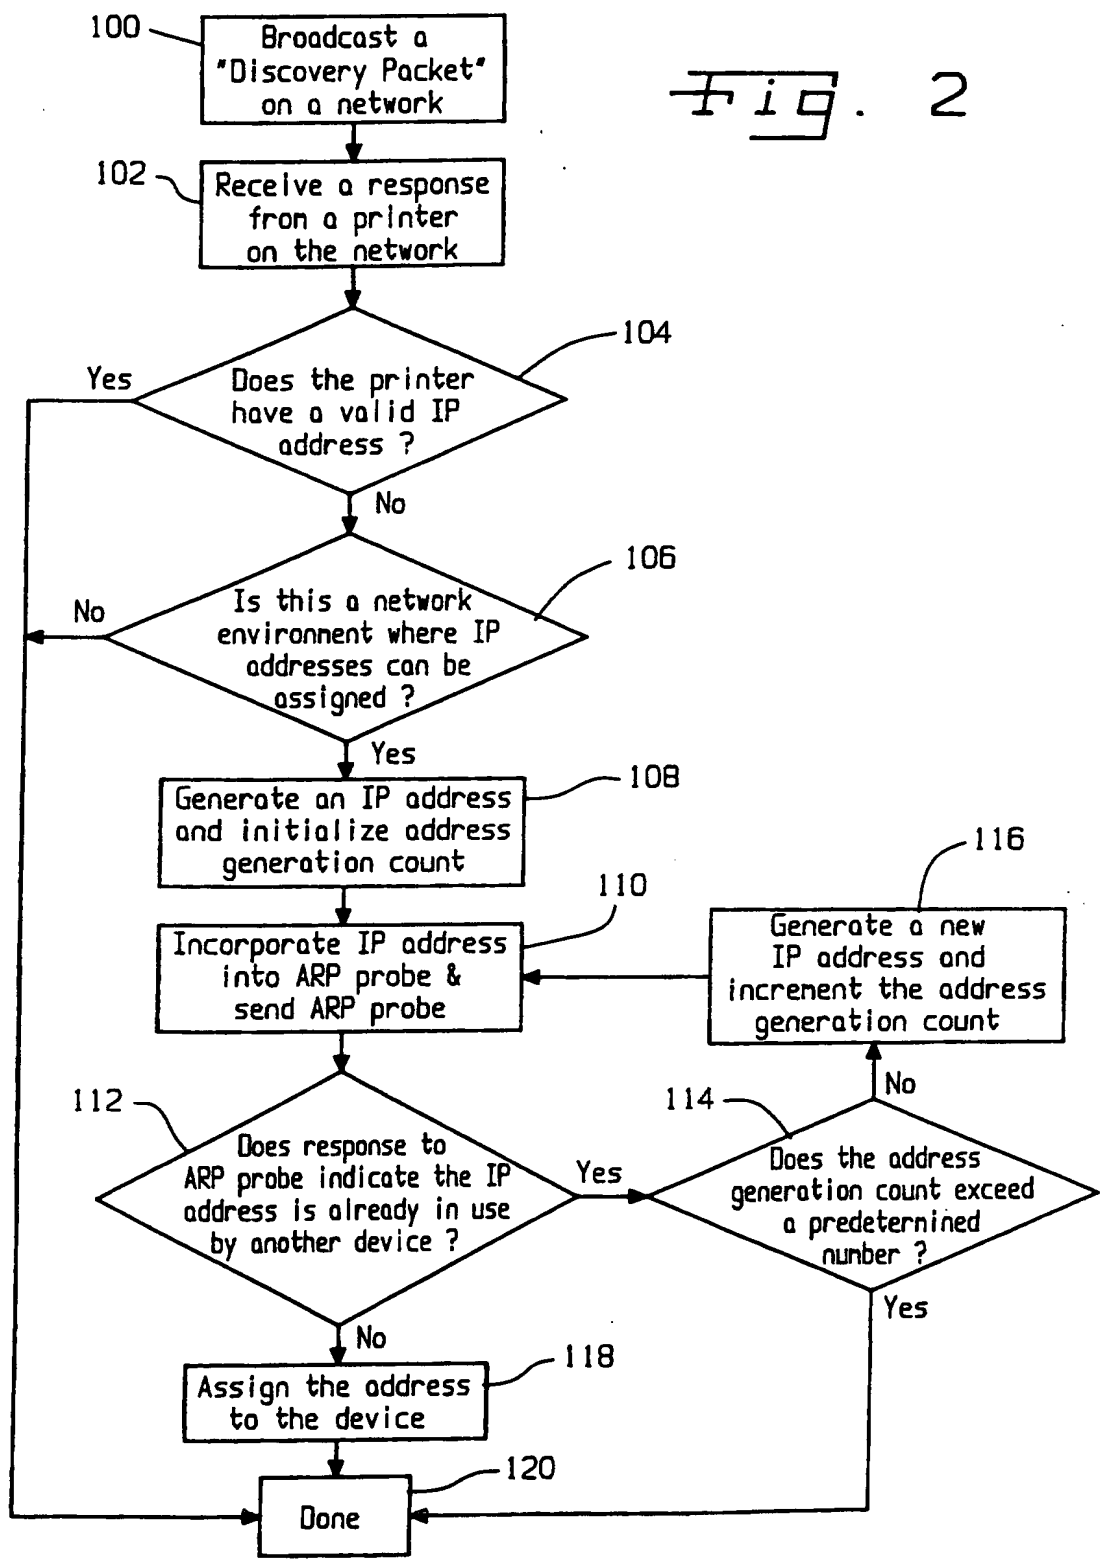 100
Broadcast a
"Discovery Packet"
on a network
Fig. 2
102
Receive a response
fron a printer
on the network
104
Does the printer
have a valid IP
address ?
Yes
No
106
Is this a network
environment where IP
addresses can be
assigned ?
No
Yes
108
Generate an IP address
and initialize address
generation count
110
Incorporate IP address
into ARP probe &
send ARP probe
116
Generate a new
IP address and
increment the address
generation count
112
Does response to
ARP probe indicate the IP
address is already in use
by another device ?
Yes
114
No
Does the address
generation count exceed
a predeternined
number ?
Yes
No
118
Assign the address
to the device
120
Done